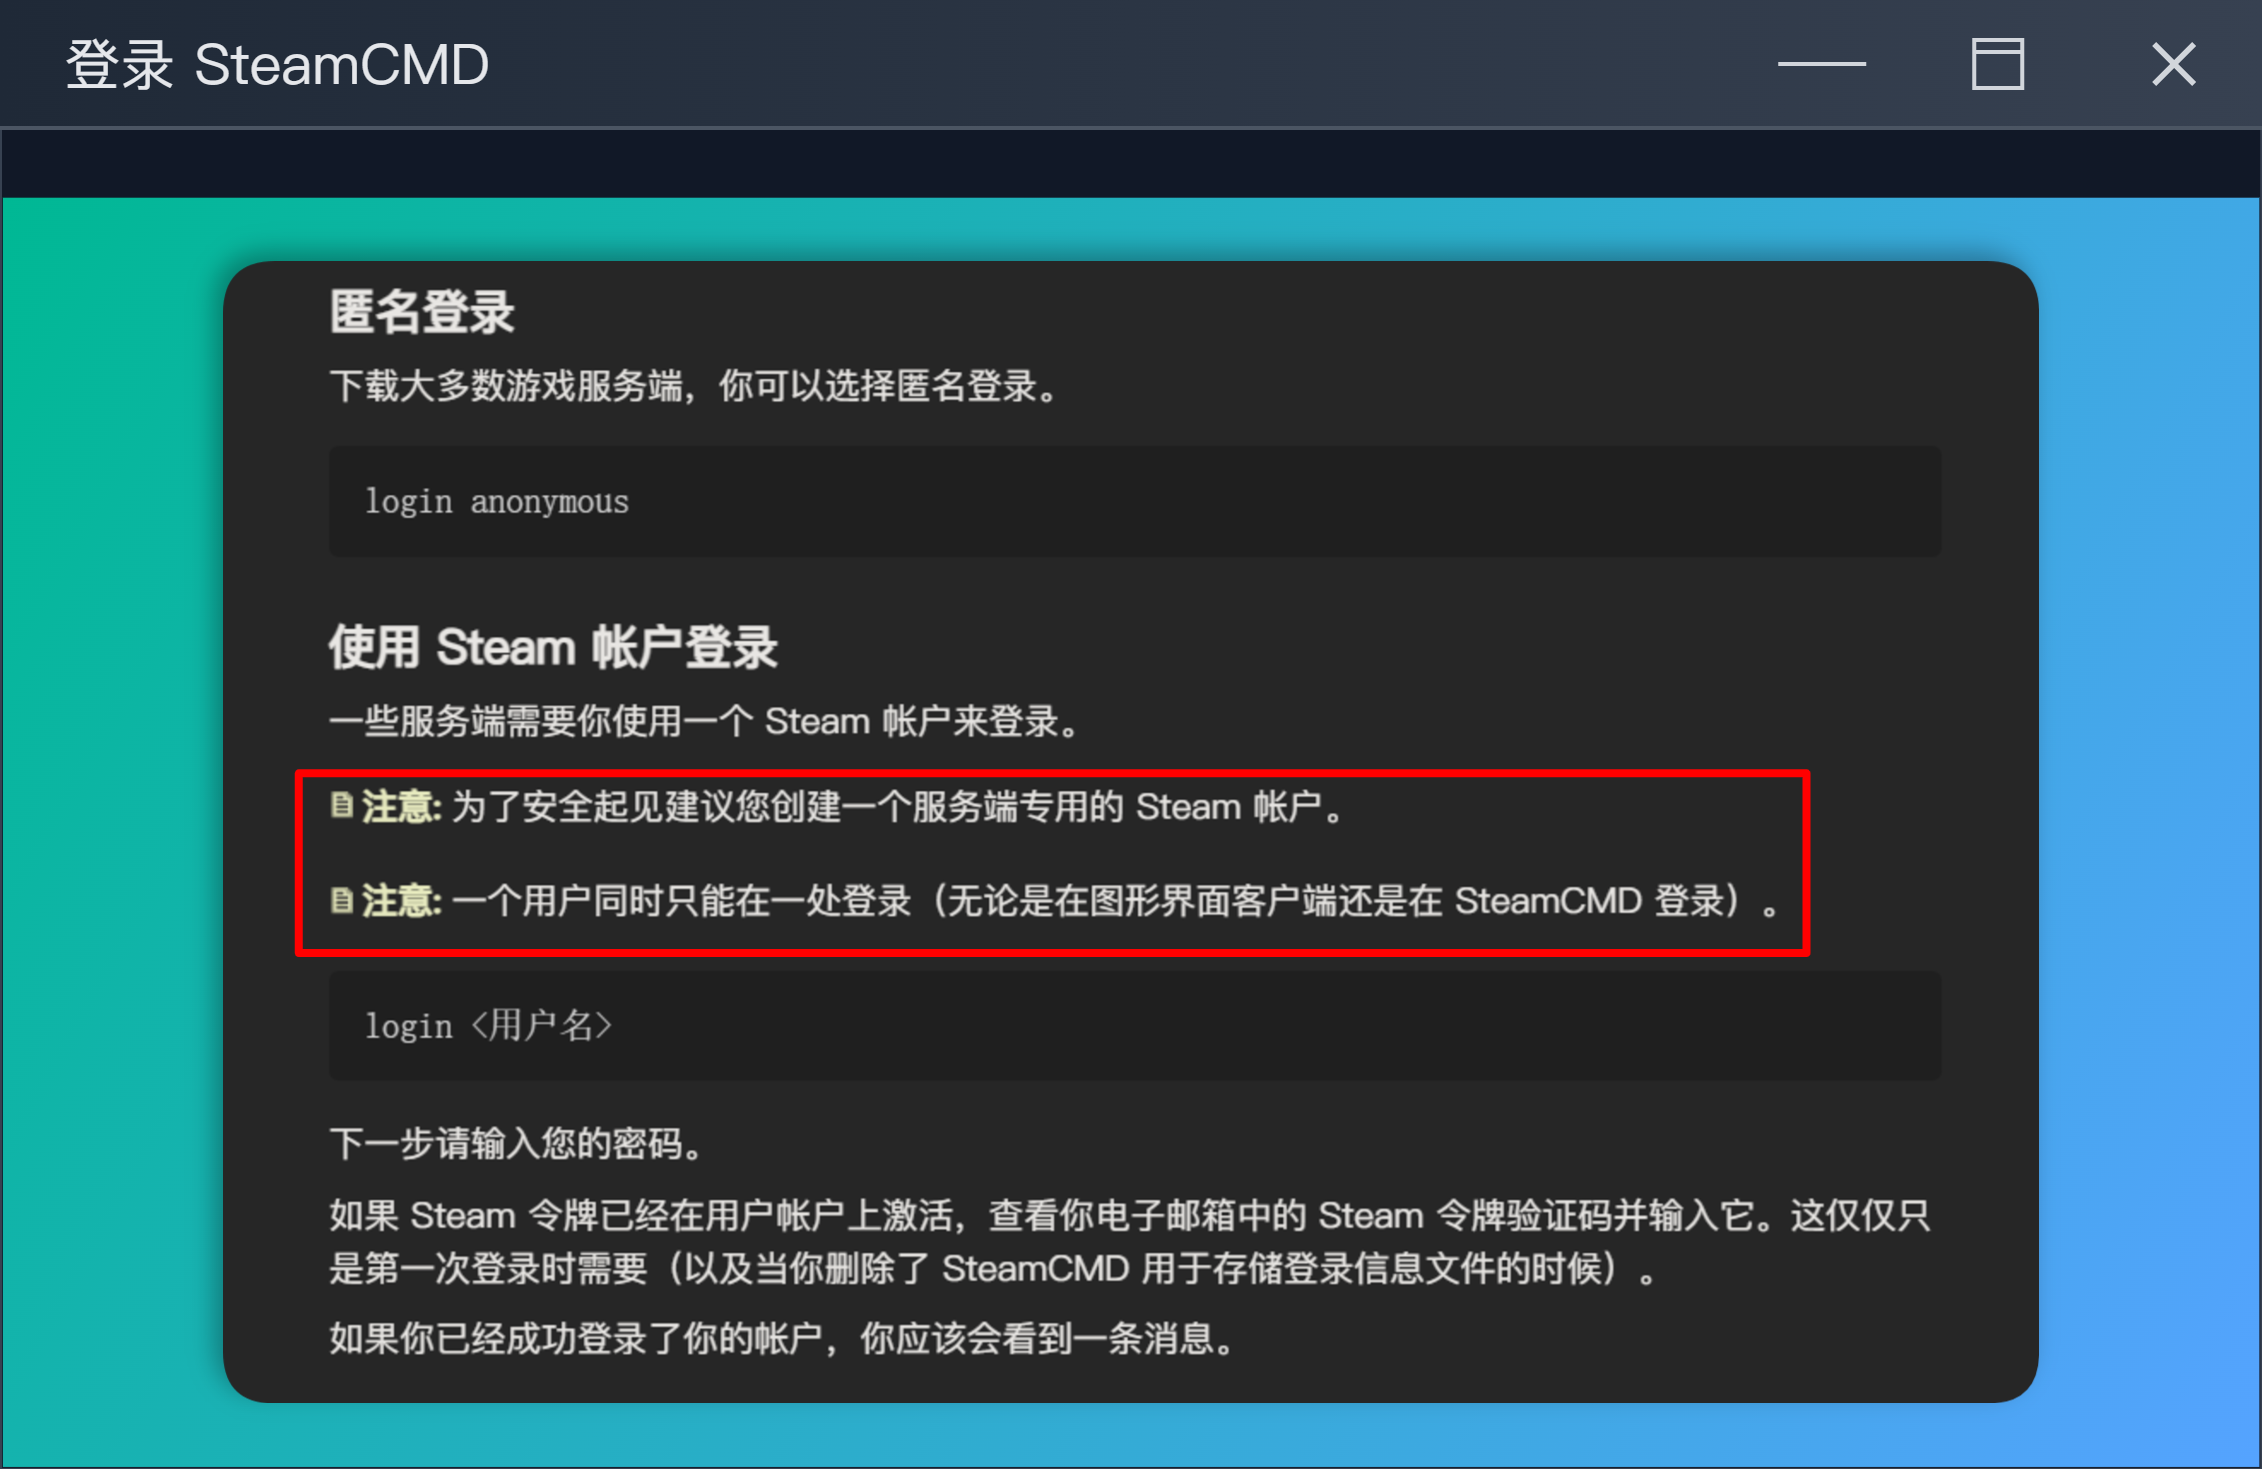 登录 SteamCMD
匿名登录
下载大多数游戏服务端，你可以选择匿名登录。
login anonymous
使用 Steam 帐户登录
一些服务端需要你使用一个 Steam 帐户来登录。
注意: 为了安全起见建议您创建一个服务端专用的 Steam 帐户。
注意: 一个用户同时只能在一处登录（无论是在图形界面客户端还是在 SteamCMD 登录）。
login <用户名>
下一步请输入您的密码。
如果 Steam 令牌已经在用户帐户上激活，查看你电子邮箱中的 Steam 令牌验证码并输入它。这仅仅只
是第一次登录时需要（以及当你删除了 SteamCMD 用于存储登录信息文件的时候）。
如果你已经成功登录了你的帐户，你应该会看到一条消息。